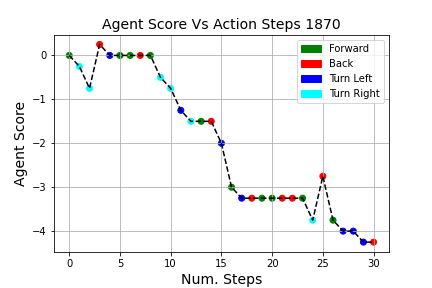 Agent Score Vs Action Steps 1870
Agent Score
0
−1
−2
−3
−4
Forward
Back
Turn Left
Turn Right
0 5 10 15 20 25 30
Num. Steps